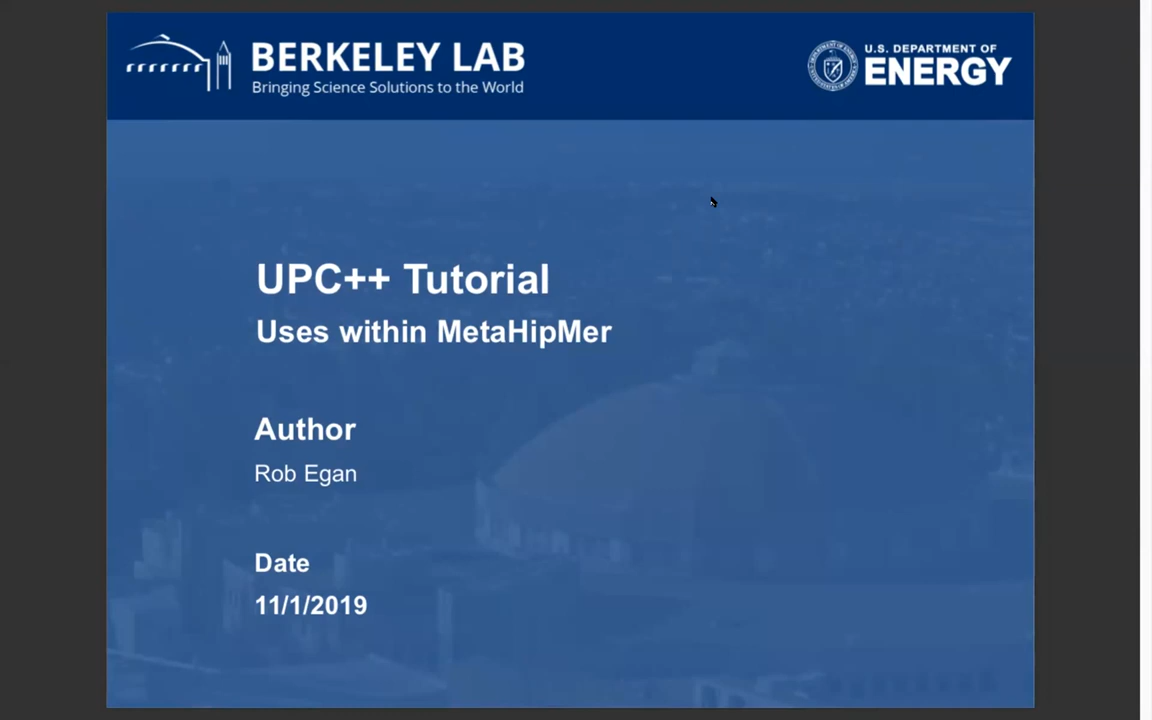 BERKELEY LAB
Bringing Science Solutions to the World
U.S. DEPARTMENT OF
ENERGY
UPC++ Tutorial
Uses within MetaHipMer
Author
Rob Egan
Date
11/1/2019